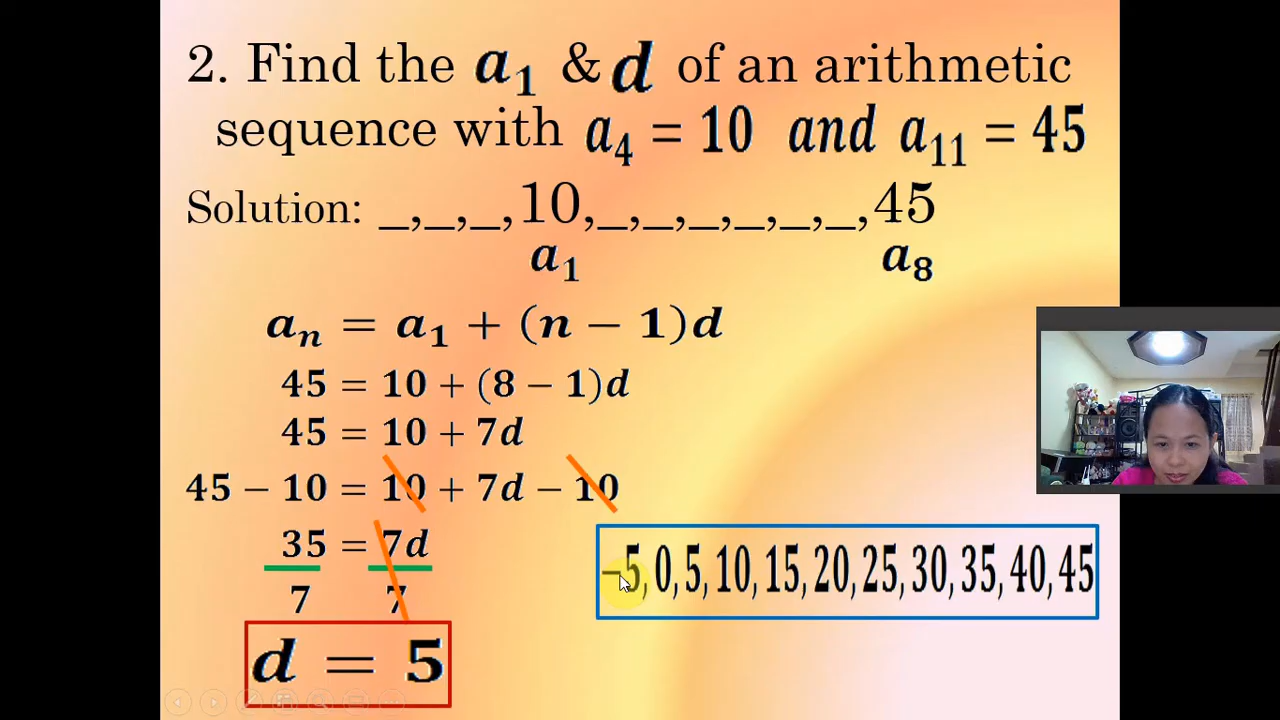 2. Find the a₁ & d of an arithmetic
sequence with a₄ = 10 and a₁₁ = 45
Solution: _,_,_,10,_,_,_,_,_,_,45
a₁ a₈
aₙ = a₁ + (n − 1)d
45 = 10 + (8 − 1)d
45 = 10 + 7d
45 − 10 = 10 + 7d − 10
35 = 7d
7 7
−5, 0, 5, 10, 15, 20, 25, 30, 35, 40, 45
d = 5